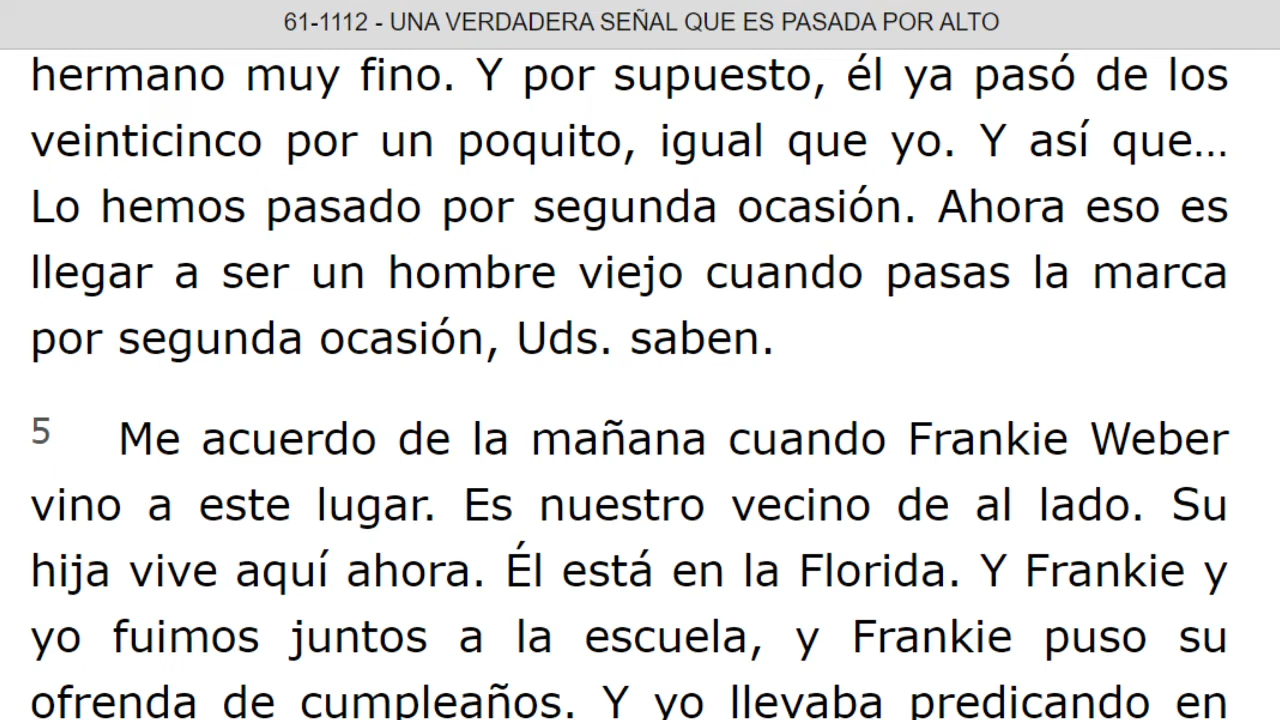 61-1112 - UNA VERDADERA SEÑAL QUE ES PASADA POR ALTO
hermano muy fino. Y por supuesto, él ya pasó de los
veinticinco por un poquito, igual que yo. Y así que…
Lo hemos pasado por segunda ocasión. Ahora eso es
llegar a ser un hombre viejo cuando pasas la marca
por segunda ocasión, Uds. saben.
5 Me acuerdo de la mañana cuando Frankie Weber
vino a este lugar. Es nuestro vecino de al lado. Su
hija vive aquí ahora. Él está en la Florida. Y Frankie y
yo fuimos juntos a la escuela, y Frankie puso su
ofrenda de cumpleaños. Y yo llevaba predicando en